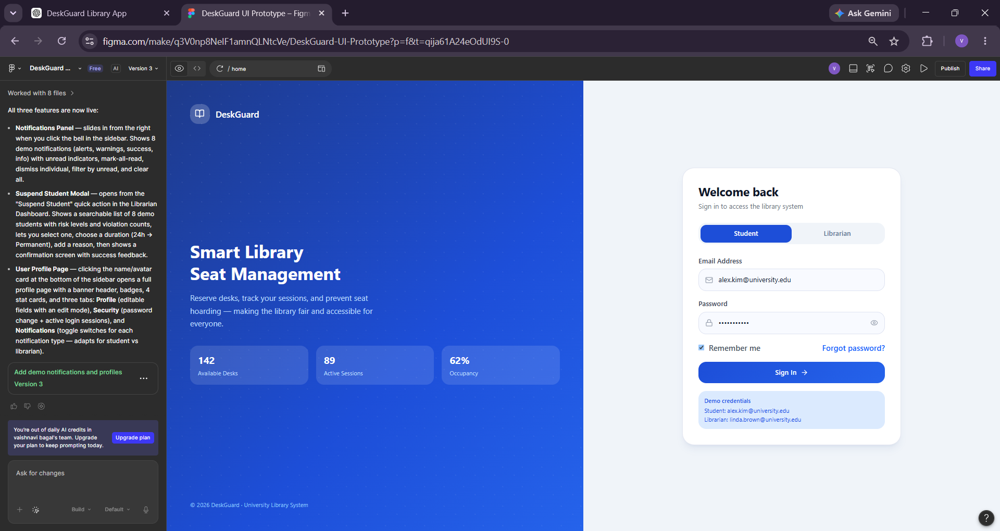 DeskGuard Library App
DeskGuard UI Prototype – Figm
Ask Gemini
figma.com/make/q3V0np8NeIF1amnQLNtcVe/DeskGuard-UI-Prototype?p=f&t=qija61A24eOdUI9S-0
V
DeskGuard ...
Free
AI
Version 3
/ home
V
Publish
Share
Worked with 8 files
All three features are now live:
• Notifications Panel — slides in from the right
when you click the bell in the sidebar. Shows 8
demo notifications (alerts, warnings, success,
info) with unread indicators, mark-all-read,
dismiss individual, filter by unread, and clear
all.
• Suspend Student Modal — opens from the
"Suspend Student" quick action in the Librarian
Dashboard. Shows a searchable list of 8 demo
students with risk levels and violation counts,
lets you select one, choose a duration (24h →
Permanent), add a reason, then shows a
confirmation screen with success feedback.
• User Profile Page — clicking the name/avatar
card at the bottom of the sidebar opens a full
profile page with a banner header, badges, 4
stat cards, and three tabs: Profile (editable
fields with an edit mode), Security (password
change + active login sessions), and
Notifications (toggle switches for each
notification type — adapts for student vs
librarian).
Add demo notifications and profiles
Version 3
You're out of daily AI credits in
vaishnavi bagal's team. Upgrade
your plan to keep prompting today.
Upgrade plan
Ask for changes
Build
Default
DeskGuard
Smart Library
Seat Management
Reserve desks, track your sessions, and prevent seat
hoarding — making the library fair and accessible for
everyone.
142
Available Desks
89
Active Sessions
62%
Occupancy
© 2026 DeskGuard · University Library System
Welcome back
Sign in to access the library system
Student
Librarian
Email Address
alex.kim@university.edu
Password
•••••••••••
Remember me
Forgot password?
Sign In →
Demo credentials
Student: alex.kim@university.edu
Librarian: linda.brown@university.edu
?